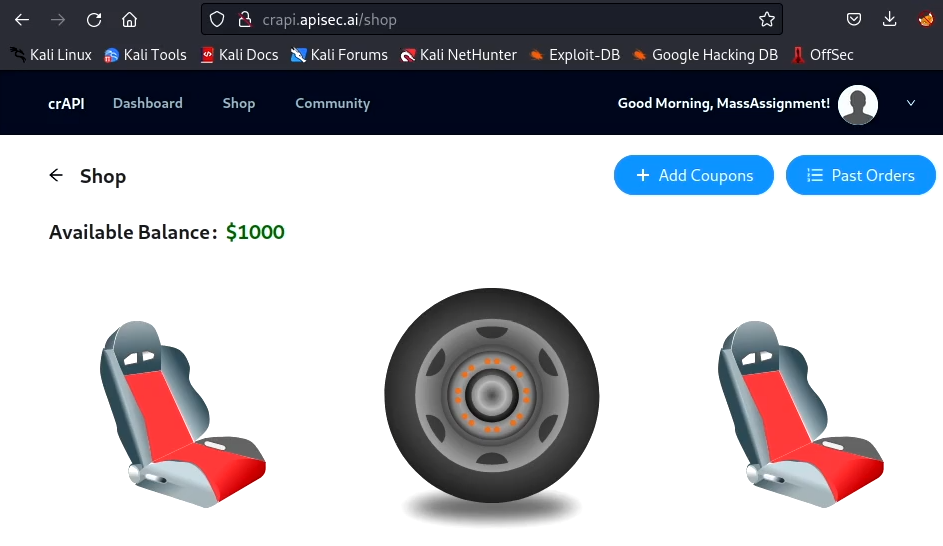 crapi.apisec.ai/shop
Kali Linux Kali Tools Kali Docs Kali Forums Kali NetHunter Exploit-DB Google Hacking DB OffSec
crAPI Dashboard Shop Community Good Morning, MassAssignment!
Shop + Add Coupons Past Orders
Available Balance: $1000